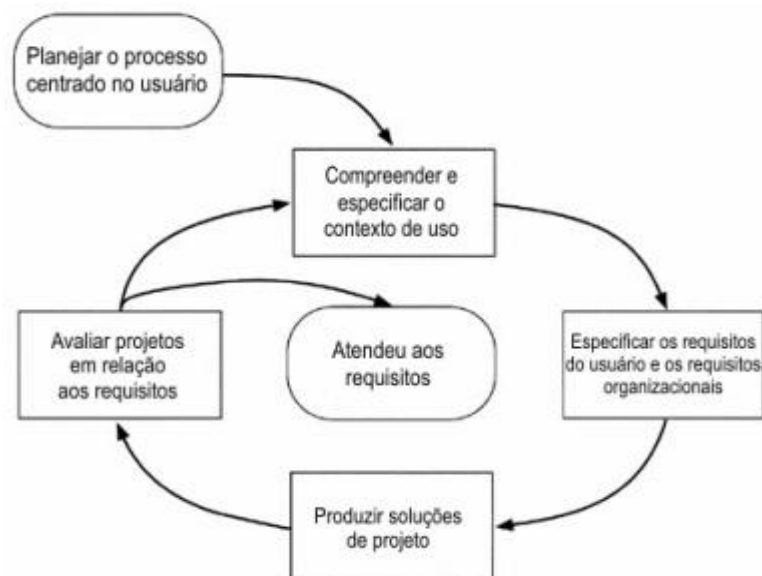 Planejar o processo
centrado no usuário
Compreender e
especificar o
contexto de uso
Avaliar projetos
em relação
aos requisitos
Atendeu aos
requisitos
Especificar os requisitos
do usuário e os requisitos
organizacionais
Produzir soluções
de projeto